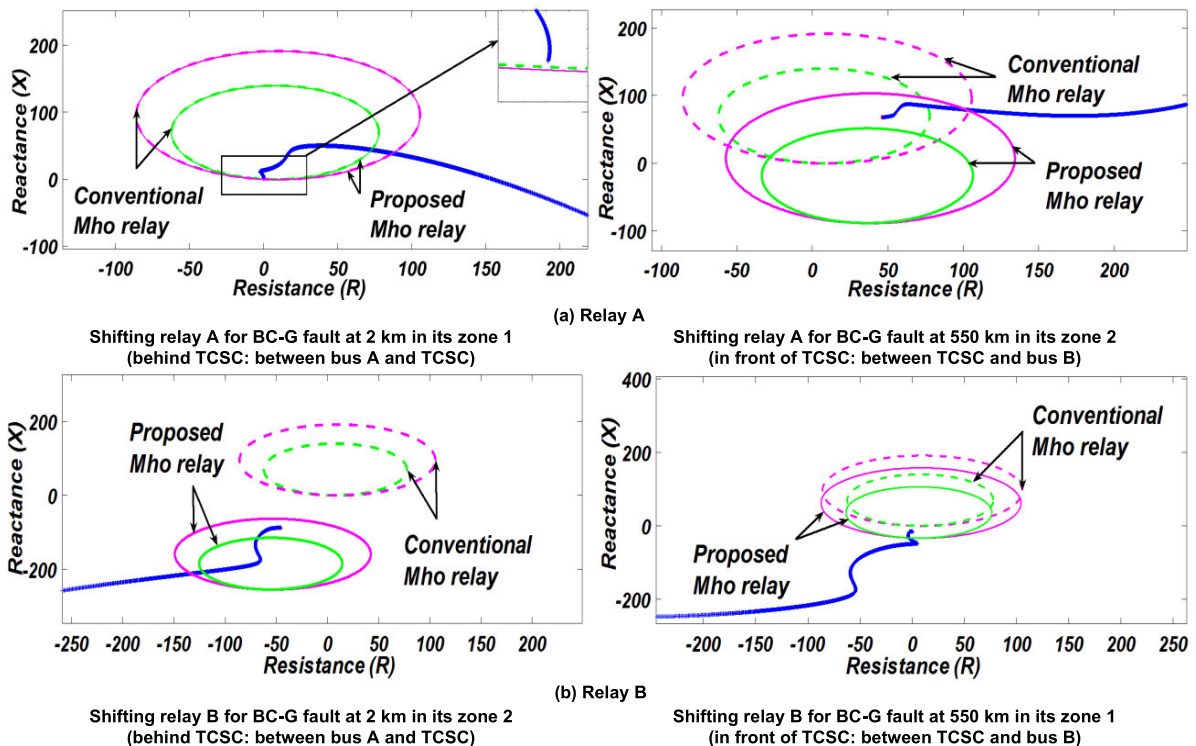 Reactance (X)
200
100
0
-100
-100
-50
0
50
100
150
200
Resistance (R)
Conventional
Mho relay
Proposed
Mho relay
Reactance (X)
200
100
0
-100
-100
-50
0
50
100
150
200
Resistance (R)
Conventional
Mho relay
Proposed
Mho relay
(a) Relay A
Shifting relay A for BC-G fault at 2 km in its zone 1
(behind TCSC: between bus A and TCSC)
Shifting relay A for BC-G fault at 550 km in its zone 2
(in front of TCSC: between TCSC and bus B)
Reactance (X)
200
0
-200
-250
-200
-150
-100
-50
0
50
100
150
200
Resistance (R)
Proposed
Mho relay
Conventional
Mho relay
Reactance (X)
400
200
0
-200
-200
-150
-100
-50
0
50
100
150
200
250
Resistance (R)
Conventional
Mho relay
Proposed
Mho relay
(b) Relay B
Shifting relay B for BC-G fault at 2 km in its zone 2
(behind TCSC: between bus A and TCSC)
Shifting relay B for BC-G fault at 550 km in its zone 1
(in front of TCSC: between TCSC and bus B)